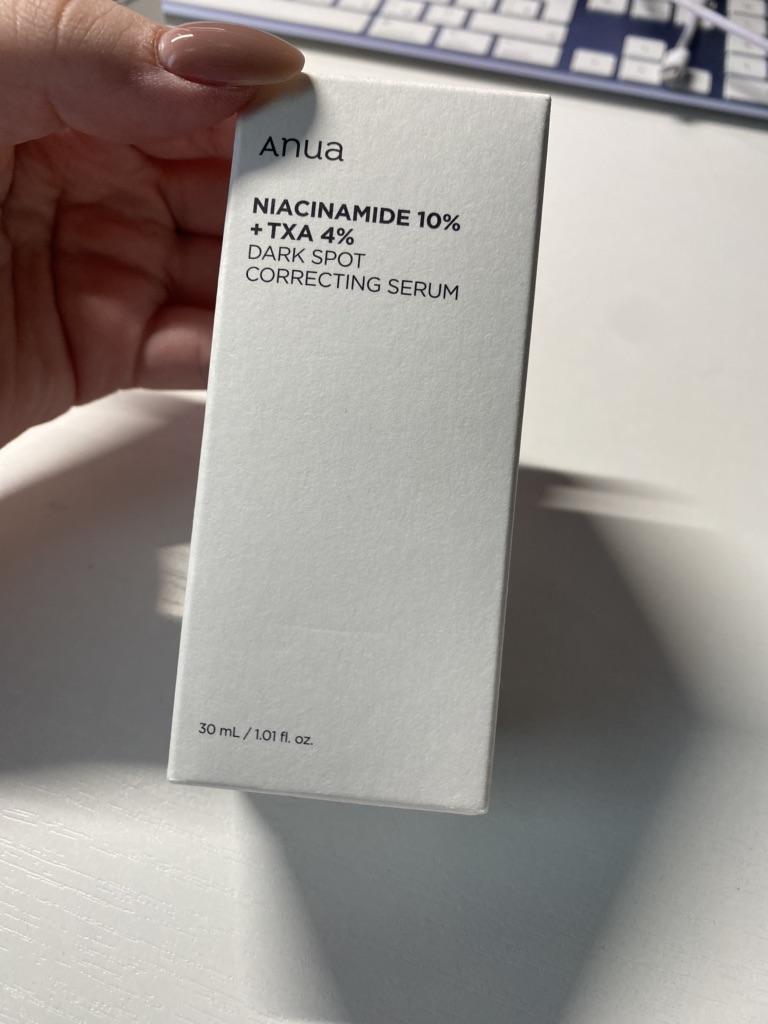 Anua
NIACINAMIDE 10%
+ TXA 4%
DARK SPOT
CORRECTING SERUM
30 mL / 1.01 fl. oz.